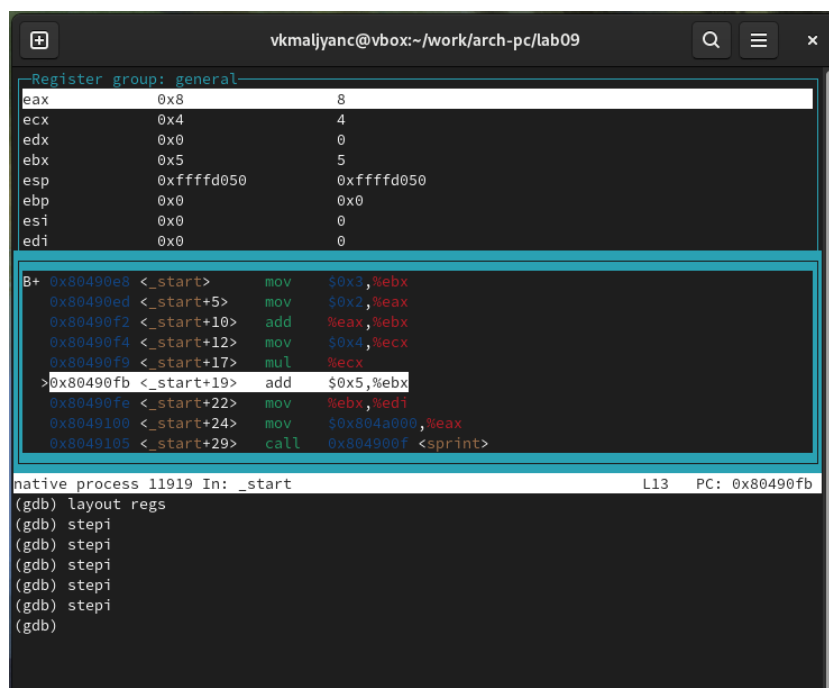 vkmaljyanc@vbox:~/work/arch-pc/lab09
Register group: general
eax 0x8 8
ecx 0x4 4
edx 0x0 0
ebx 0x5 5
esp 0xffffd050 0xffffd050
ebp 0x0 0x0
esi 0x0 0
edi 0x0 0
B+ 0x80490e8 <_start> mov $0x3,%ebx
0x80490ed <_start+5> mov $0x2,%eax
0x80490f2 <_start+10> add %eax,%ebx
0x80490f4 <_start+12> mov $0x4,%ecx
0x80490f9 <_start+17> mul %ecx
>0x80490fb <_start+19> add $0x5,%ebx
0x80490fe <_start+22> mov %ebx,%edi
0x8049100 <_start+24> mov $0x804a000,%eax
0x8049105 <_start+29> call 0x804900f <sprint>
native process 11919 In: _start L13 PC: 0x80490fb
(gdb) layout regs
(gdb) stepi
(gdb) stepi
(gdb) stepi
(gdb) stepi
(gdb) stepi
(gdb)